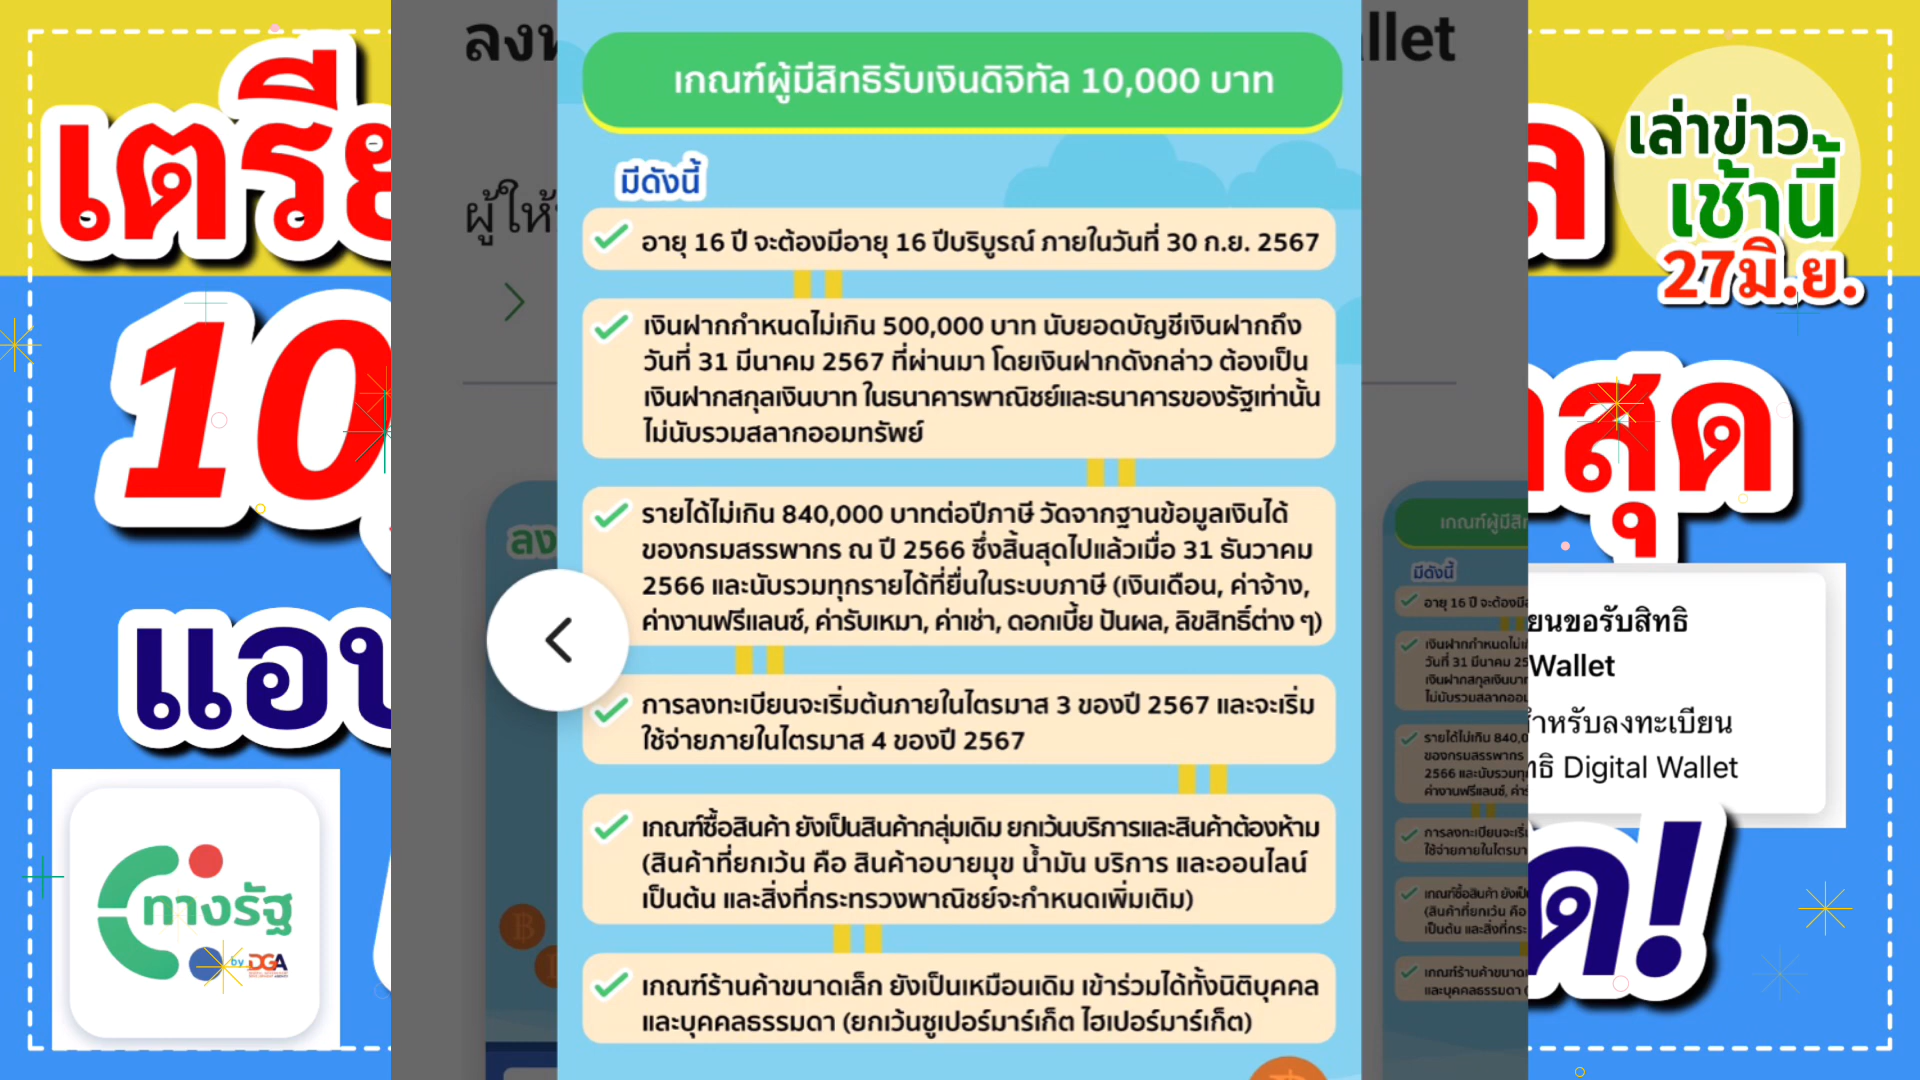 เกณฑ์ผู้มีสิทธิรับเงินดิจิทัล 10,000 บาท
มีดังนี้
อายุ 16 ปี จะต้องมีอายุ 16 ปีบริบูรณ์ ภายในวันที่ 30 ก.ย. 2567
เงินฝากกำหนดไม่เกิน 500,000 บาท นับยอดบัญชีเงินฝากถึง
วันที่ 31 มีนาคม 2567 ที่ผ่านมา โดยเงินฝากดังกล่าว ต้องเป็น
เงินฝากสกุลเงินบาท ในธนาคารพาณิชย์และธนาคารของรัฐเท่านั้น
ไม่นับรวมสลากออมทรัพย์
รายได้ไม่เกิน 840,000 บาทต่อปีภาษี วัดจากฐานข้อมูลเงินได้
ของกรมสรรพากร ณ ปี 2566 ซึ่งสิ้นสุดไปแล้วเมื่อ 31 ธันวาคม
2566 และนับรวมทุกรายได้ที่ยื่นในระบบภาษี (เงินเดือน, ค่าจ้าง,
ค่างานฟรีแลนซ์, ค่ารับเหมา, ค่าเช่า, ดอกเบี้ย ปันผล, ลิขสิทธิ์ต่าง ๆ)
การลงทะเบียนจะเริ่มต้นภายในไตรมาส 3 ของปี 2567 และจะเริ่ม
ใช้จ่ายภายในไตรมาส 4 ของปี 2567
เกณฑ์ซื้อสินค้า ยังเป็นสินค้ากลุ่มเดิม ยกเว้นบริการและสินค้าต้องห้าม
(สินค้าที่ยกเว้น คือ สินค้าอบายมุข น้ำมัน บริการ และออนไลน์
เป็นต้น และสิ่งที่กระทรวงพาณิชย์จะกำหนดเพิ่มเติม)
เกณฑ์ร้านค้าขนาดเล็ก ยังเป็นเหมือนเดิม เข้าร่วมได้ทั้งนิติบุคคล
และบุคคลธรรมดา (ยกเว้นซูเปอร์มาร์เก็ต ไฮเปอร์มาร์เก็ต)
เล่าข่าว
เช้านี้
27มิ.ย.
10
ทางรัฐ
by DGA
ยนขอรับสิทธิ
Wallet
สำหรับลงทะเบียน
Digital Wallet
มีดังนี้